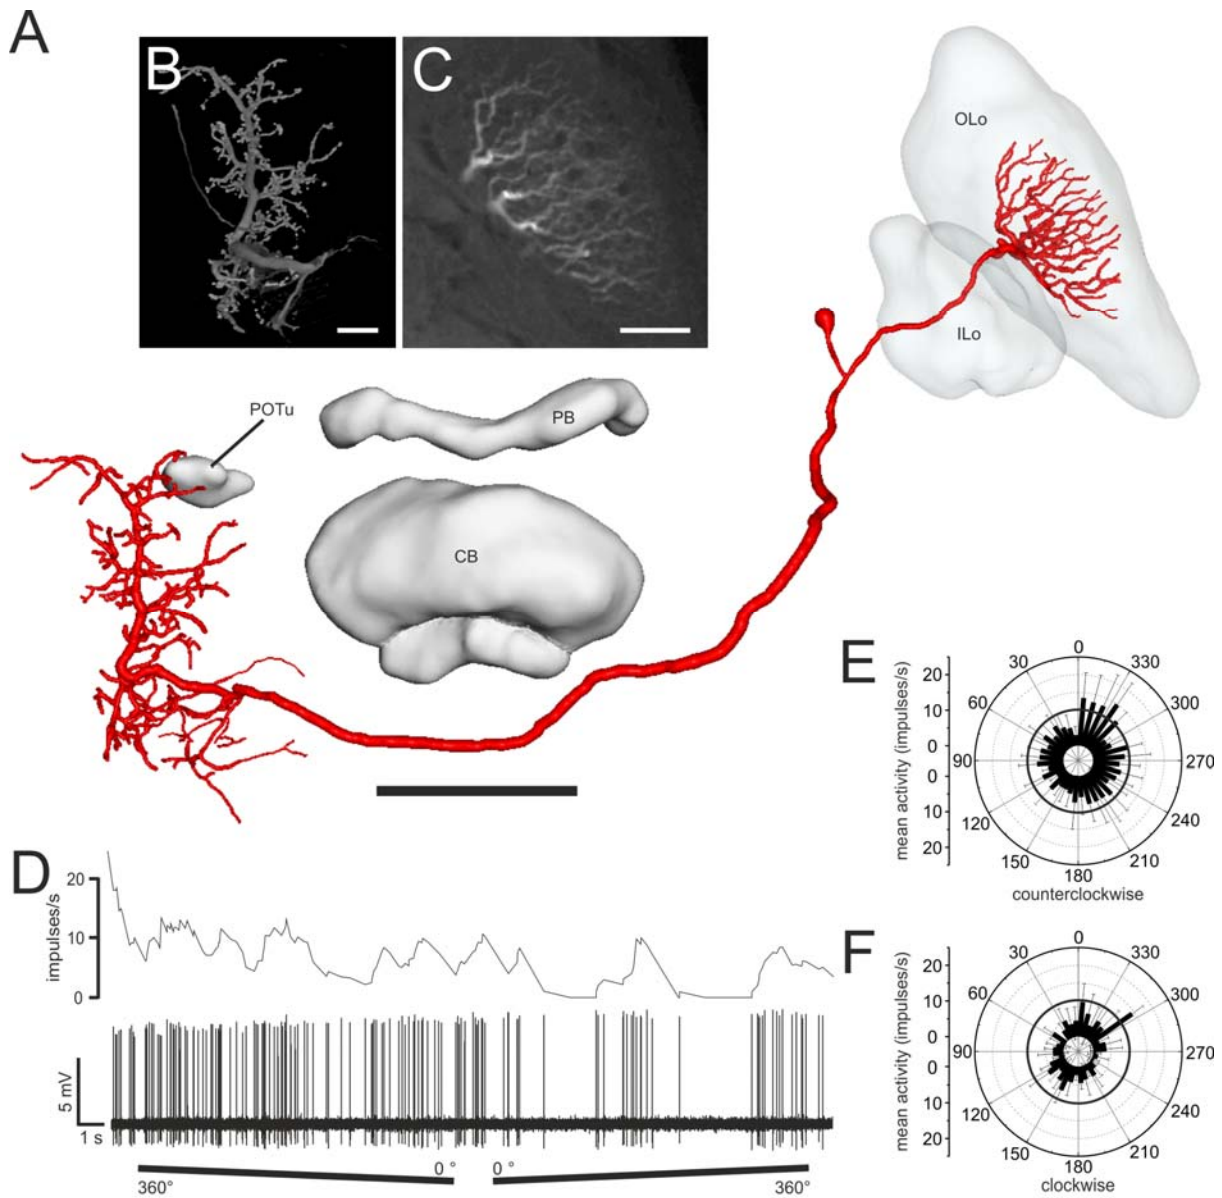 A
B
C
OLo
ILo
POTu
PB
CB
D
impulses/s
20
10
0
5 mV
1 s
0 °
360°
0 °
360°
E
mean activity (impulses/s)
20
10
0
0
10
20
0
330
300
270
240
210
180
150
120
90
60
30
counterclockwise
F
mean activity (impulses/s)
20
10
0
0
10
20
0
330
300
270
240
210
180
150
120
90
60
30
clockwise